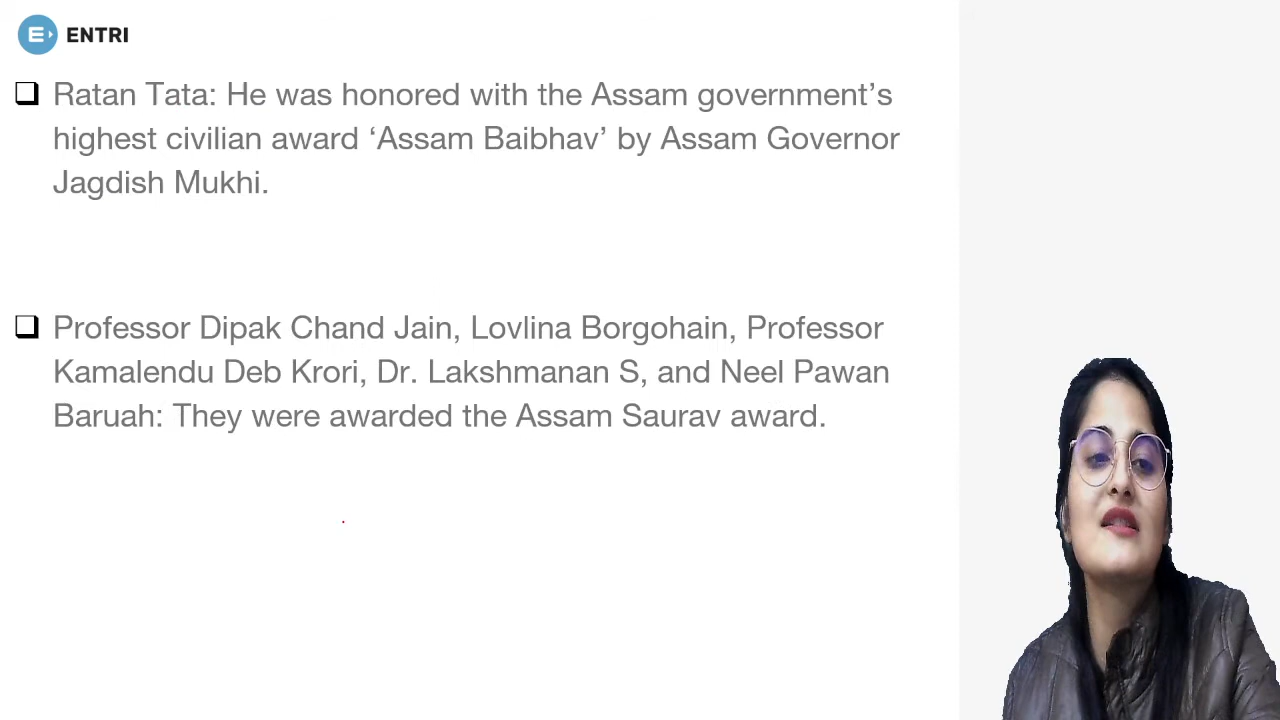 ENTRI
Ratan Tata: He was honored with the Assam government’s
highest civilian award ‘Assam Baibhav’ by Assam Governor
Jagdish Mukhi.
Professor Dipak Chand Jain, Lovlina Borgohain, Professor
Kamalendu Deb Krori, Dr. Lakshmanan S, and Neel Pawan
Baruah: They were awarded the Assam Saurav award.